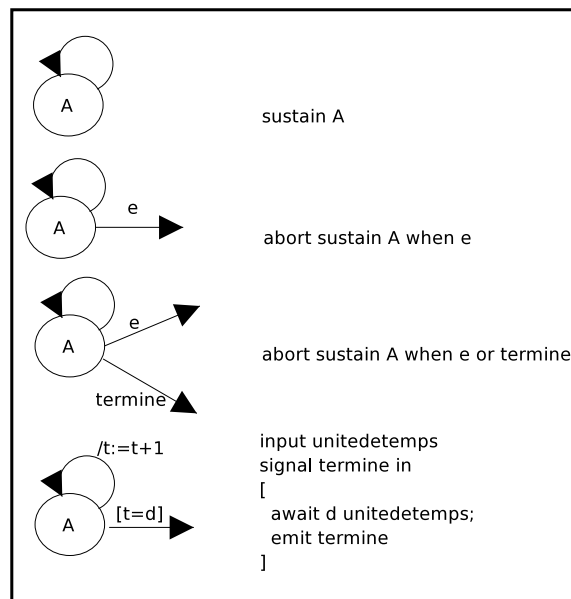 A
sustain A
e
A
abort sustain A when e
e
A
abort sustain A when e or termine
termine
/t:=t+1
[t=d]
A
input unitedetemps
signal termine in
[
await d unitedetemps;
emit termine
]